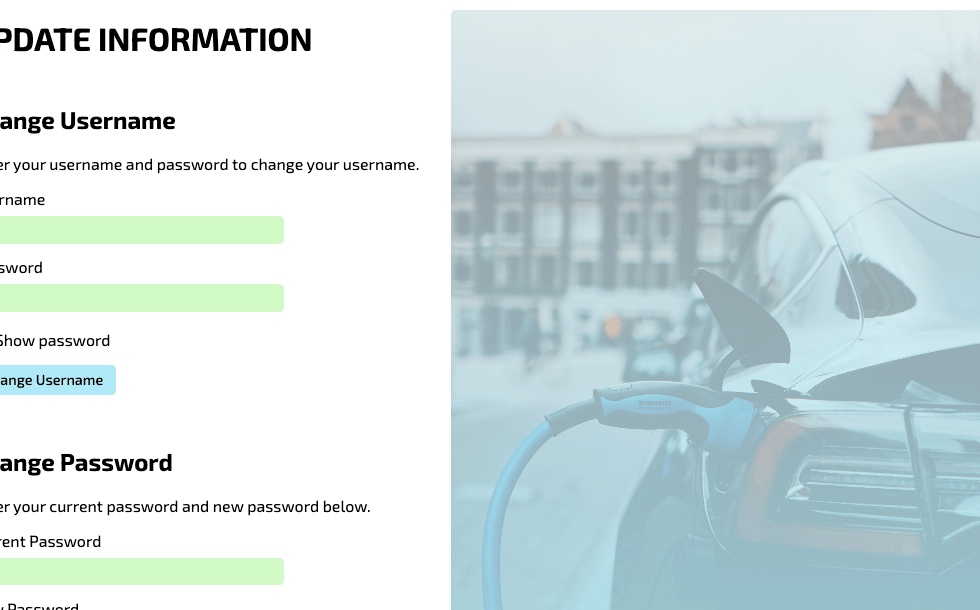 PDATE INFORMATION
ange Username
er your username and password to change your username.
rname
sword
Show password
ange Username
ange Password
er your current password and new password below.
rent Password
w Password